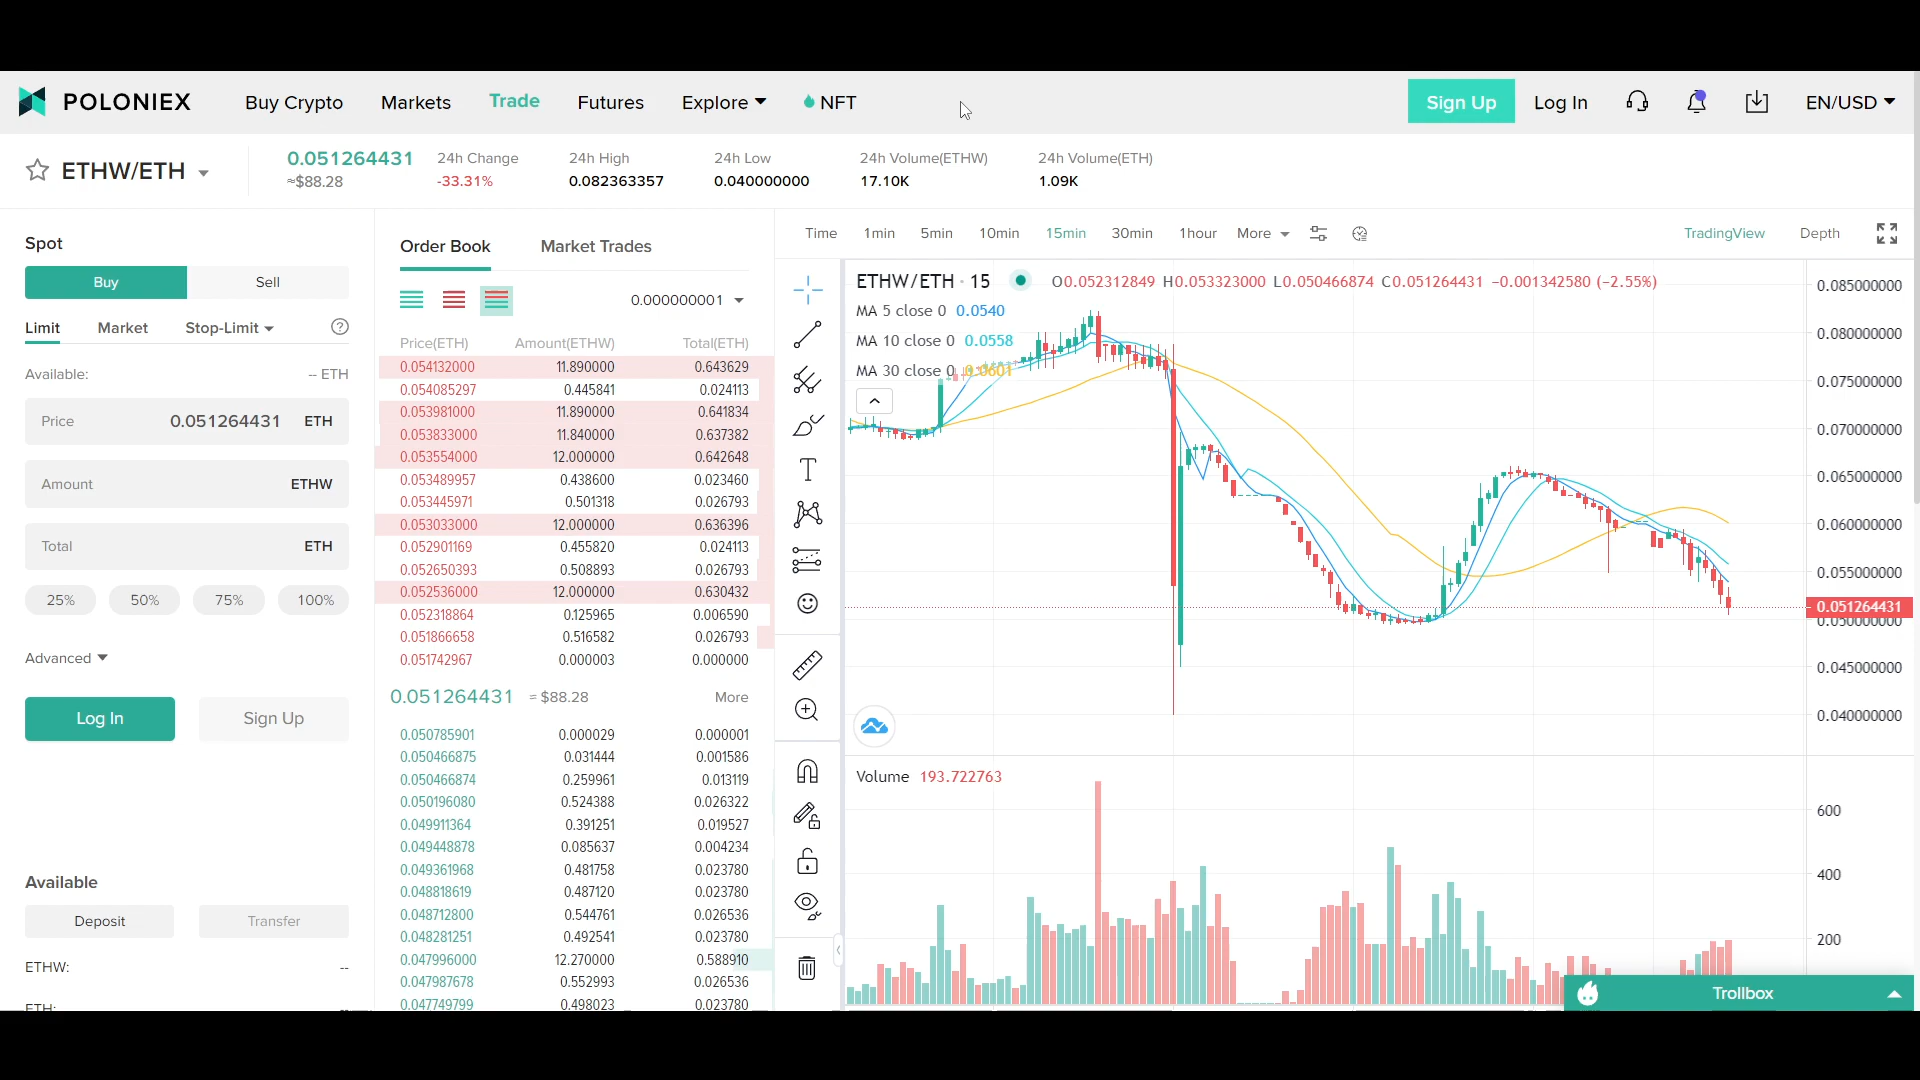 POLONIEX Buy Crypto Markets Trade Futures Explore NFT Sign Up Log In EN/USD
ETHW/ETH
0.051264431
≈$88.28
24h Change
-33.31%
24h High
0.082363357
24h Low
0.040000000
24h Volume(ETHW)
17.10K
24h Volume(ETH)
1.09K
Spot
Buy Sell
Limit Market Stop-Limit ?
Available: -- ETH
Price 0.051264431 ETH
Amount ETHW
Total ETH
25% 50% 75% 100%
Advanced
Log In Sign Up
Available
Deposit Transfer
ETHW: --
ETH: --
Order Book Market Trades
0.000000001
Price(ETH) Amount(ETHW) Total(ETH)
0.054132000 11.890000 0.643629
0.054085297 0.445841 0.024113
0.053981000 11.890000 0.641834
0.053833000 11.840000 0.637382
0.053554000 12.000000 0.642648
0.053489957 0.438600 0.023460
0.053445971 0.501318 0.026793
0.053033000 12.000000 0.636396
0.052901169 0.455820 0.024113
0.052650393 0.508893 0.026793
0.052536000 12.000000 0.630432
0.052318864 0.125965 0.006590
0.051866658 0.516582 0.026793
0.051742967 0.000003 0.000000
0.051264431 = $88.28 More
0.050785901 0.000029 0.000001
0.050466875 0.031444 0.001586
0.050466874 0.259961 0.013119
0.050196080 0.524388 0.026322
0.049911364 0.391251 0.019527
0.049448878 0.085637 0.004234
0.049361968 0.481758 0.023780
0.048818619 0.487120 0.023780
0.048712800 0.544761 0.026536
0.048281251 0.492541 0.023780
0.047996000 12.270000 0.588910
0.047987678 0.552993 0.026536
0.047749799 0.498023 0.023780
Time 1min 5min 10min 15min 30min 1hour More TradingView Depth
ETHW/ETH · 15 O0.052312849 H0.053323000 L0.050466874 C0.051264431 −0.001342580 (−2.55%)
MA 5 close 0 0.0540
MA 10 close 0 0.0558
MA 30 close 0 0.0601
T
0.085000000
0.080000000
0.075000000
0.070000000
0.065000000
0.060000000
0.055000000
0.051264431
0.050000000
0.045000000
0.040000000
Volume 193.722763
600
400
200
Trollbox